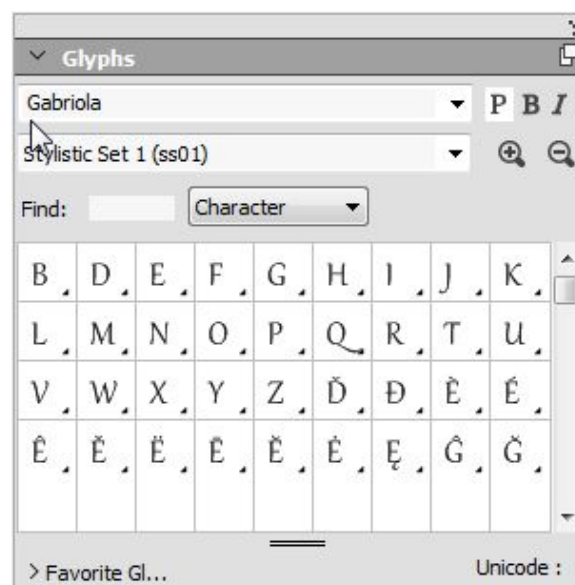 Glyphs
Gabriola P B I
Stylistic Set 1 (ss01)
Find: Character
B D E F G H I J K
L M N O P Q R T U
V W X Y Z Ď Đ È É
Ê Ě Ë Ē Ĕ Ė Ę Ĝ Ğ
> Favorite Gl... Unicode :